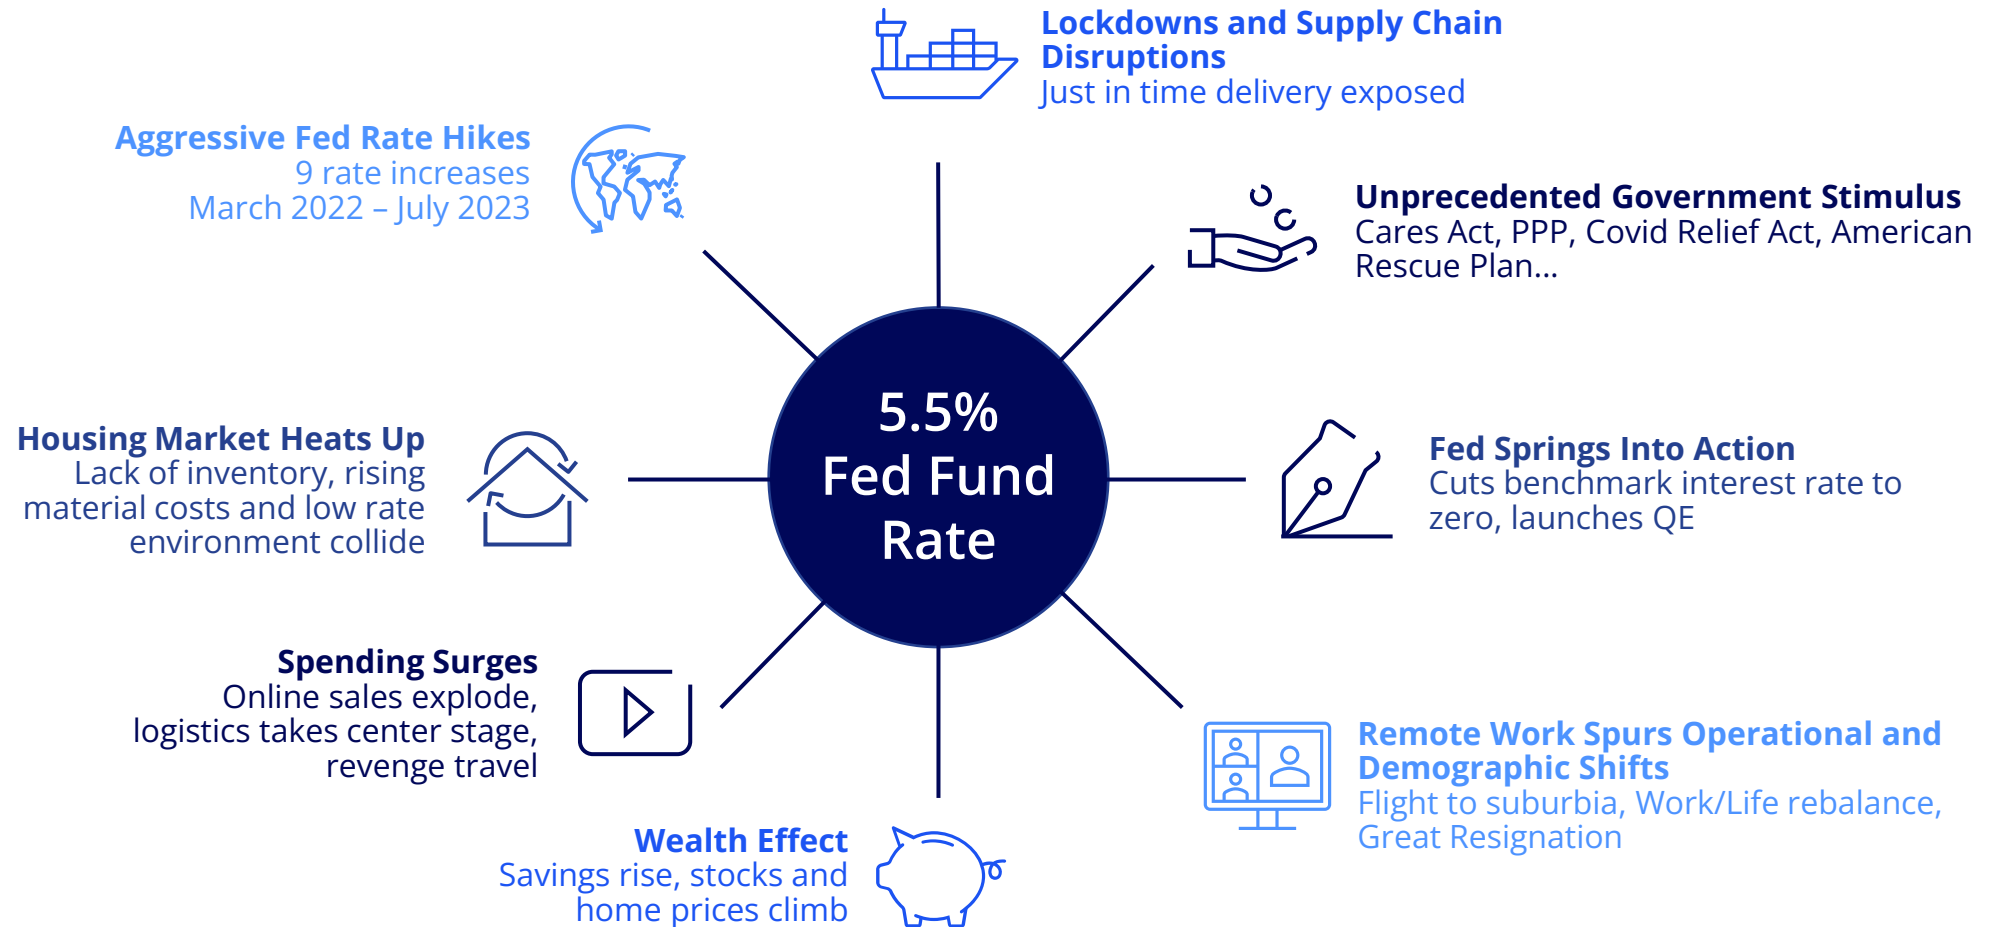 Lockdowns and Supply Chain
Disruptions
Just in time delivery exposed
Unprecedented Government Stimulus
Cares Act, PPP, Covid Relief Act, American
Rescue Plan...
Fed Springs Into Action
Cuts benchmark interest rate to
zero, launches QE
Remote Work Spurs Operational and
Demographic Shifts
Flight to suburbia, Work/Life rebalance,
Great Resignation
Wealth Effect
Savings rise, stocks and
home prices climb
Spending Surges
Online sales explode,
logistics takes center stage,
revenge travel
Housing Market Heats Up
Lack of inventory, rising
material costs and low rate
environment collide
Aggressive Fed Rate Hikes
9 rate increases
March 2022 – July 2023
5.5%
Fed Fund
Rate